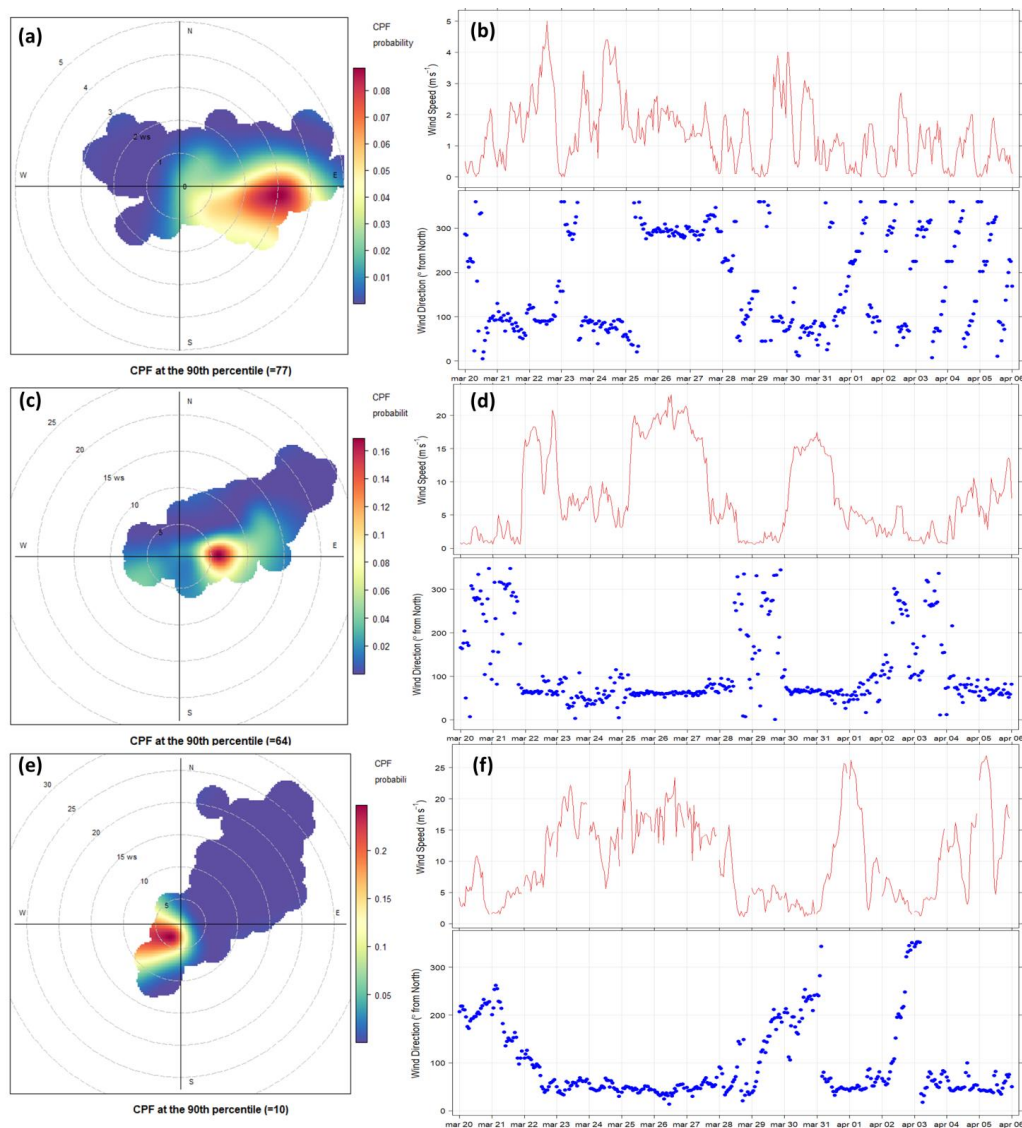 (a)
N
CPF
probability
5
4
3
2 ws
1
0
W
E
S
0.08
0.07
0.06
0.05
0.04
0.03
0.02
0.01
CPF at the 90th percentile (=77)
(b)
Wind Speed (m s⁻¹)
5
4
3
2
1
0
Wind Direction (° from North)
300
200
100
0
mar 20 mar 21 mar 22 mar 23 mar 24 mar 25 mar 26 mar 27 mar 28 mar 29 mar 30 mar 31 apr 01 apr 02 apr 03 apr 04 apr 05 apr 06
(c)
N
CPF
probabilit
25
20
15 ws
10
5
W
E
S
0.16
0.14
0.12
0.10
0.08
0.06
0.04
0.02
CPF at the 90th percentile (=64)
(d)
Wind Speed (m s⁻¹)
20
15
10
5
0
Wind Direction (° from North)
300
200
100
0
mar 20 mar 21 mar 22 mar 23 mar 24 mar 25 mar 26 mar 27 mar 28 mar 29 mar 30 mar 31 apr 01 apr 02 apr 03 apr 04 apr 05 apr 06
(e)
N
CPF
probabili
30
25
20
15 ws
10
5
W
E
S
0.2
0.15
0.1
0.05
CPF at the 90th percentile (=10)
(f)
Wind Speed (m s⁻¹)
25
20
15
10
5
0
Wind Direction (° from North)
300
200
100
0
mar 20 mar 21 mar 22 mar 23 mar 24 mar 25 mar 26 mar 27 mar 28 mar 29 mar 30 mar 31 apr 01 apr 02 apr 03 apr 04 apr 05 apr 06